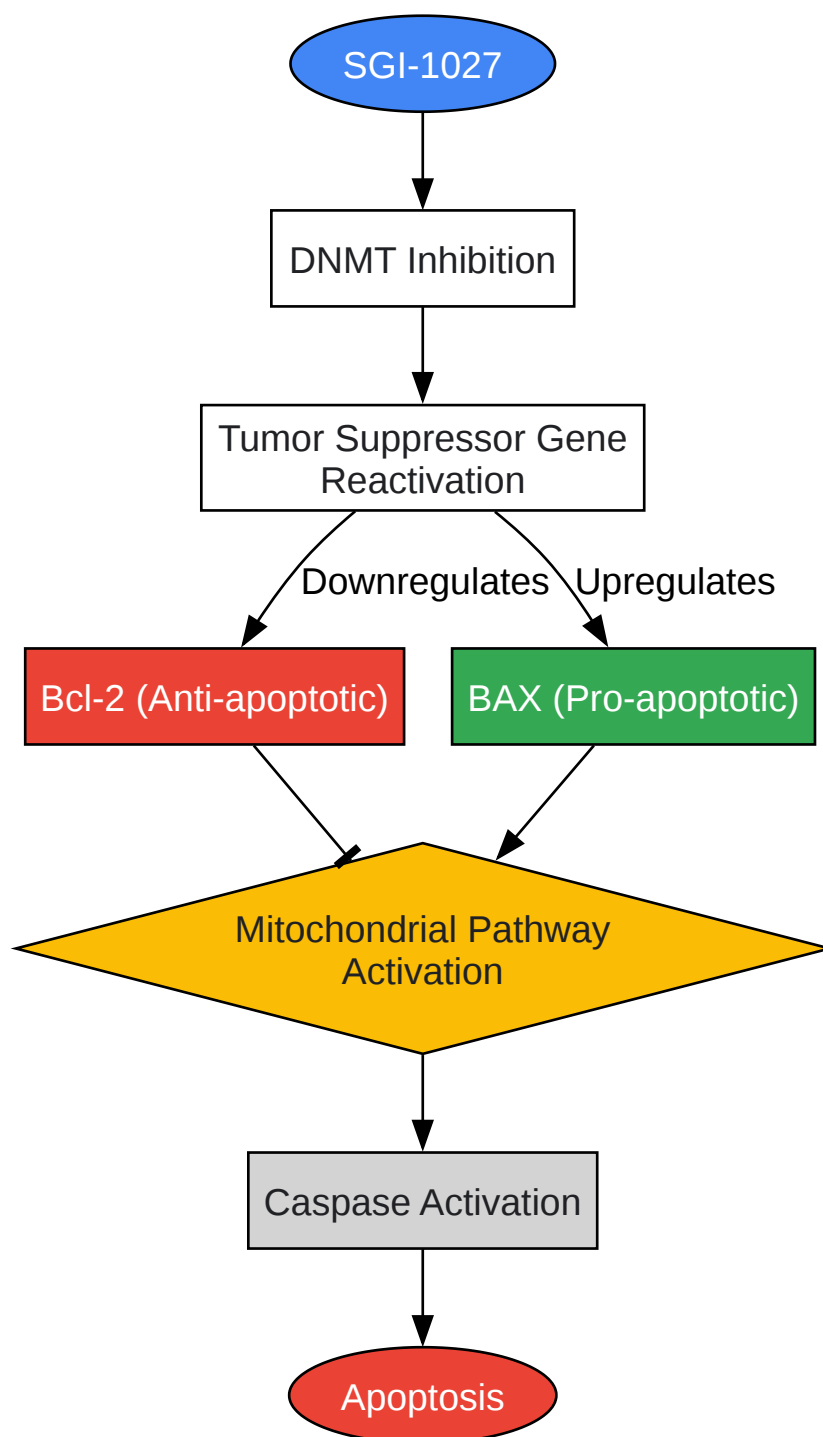 SGI-1027
DNMT Inhibition
Tumor Suppressor Gene
Reactivation
Downregulates
Upregulates
Bcl-2 (Anti-apoptotic)
BAX (Pro-apoptotic)
Mitochondrial Pathway
Activation
Caspase Activation
Apoptosis